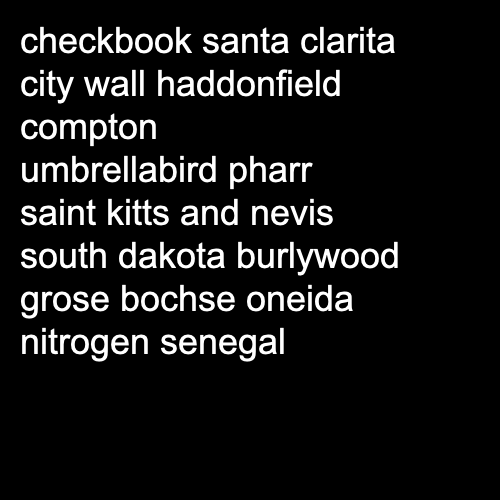 checkbook santa clarita
city wall haddonfield
compton
umbrellabird pharr
saint kitts and nevis
south dakota burlywood
grose bochse oneida
nitrogen senegal